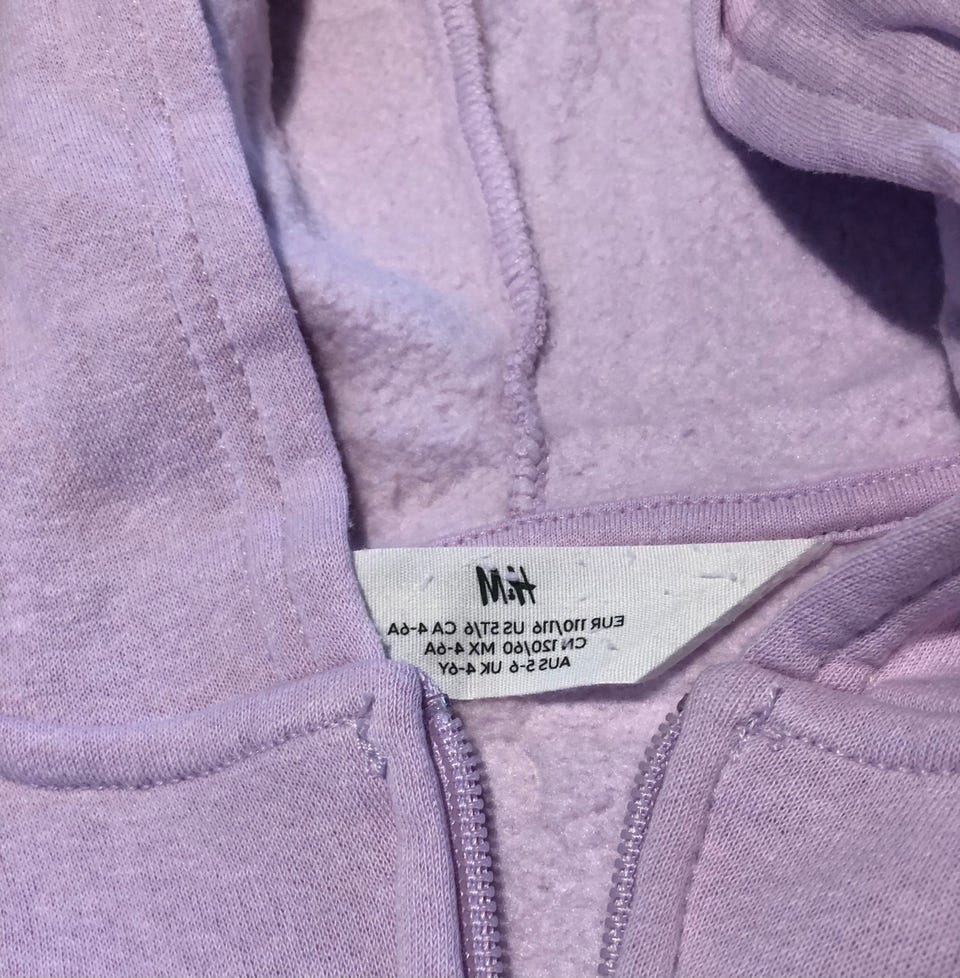 H&M
EUR 110/116 US 5T/6 CA 4-6A
CN 120/60 MX 4-6A
AUS 5-6 UK 4-6Y